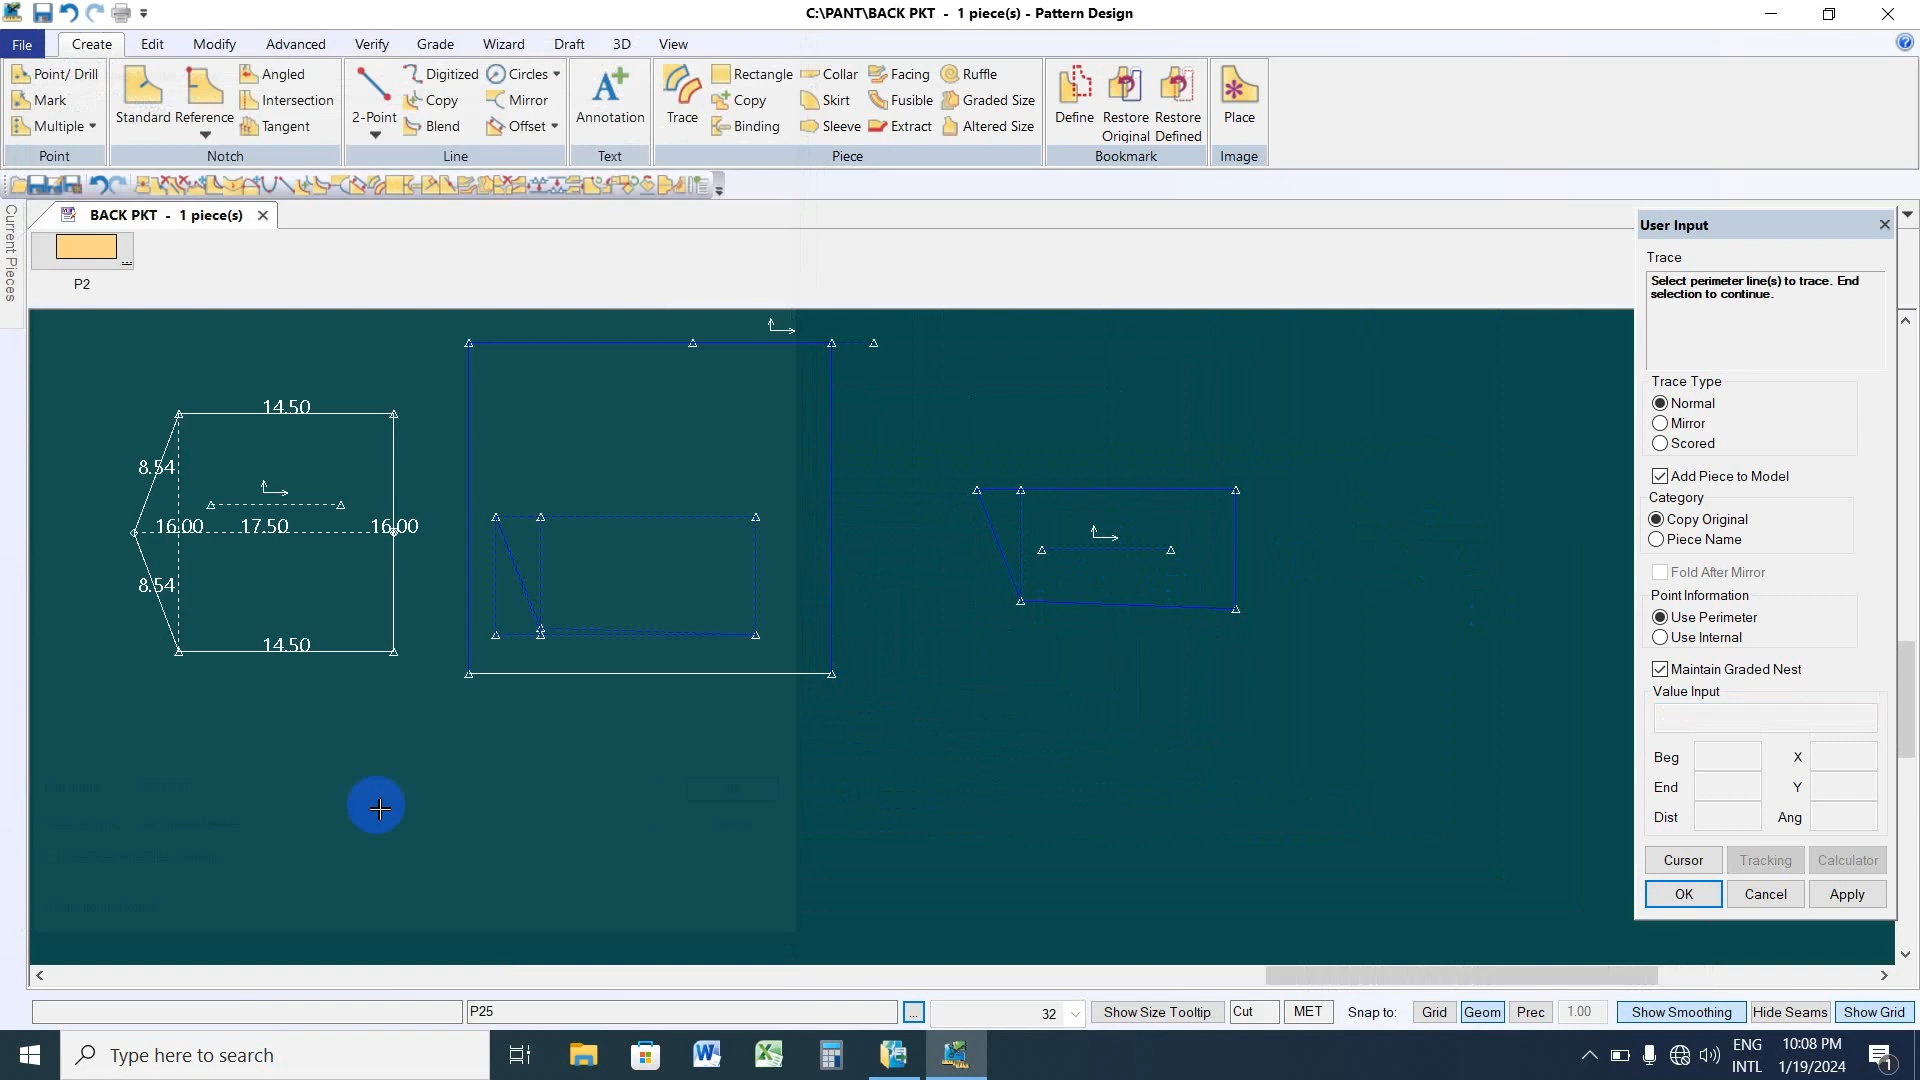 C:\PANT\BACK PKT - 1 piece(s) - Pattern Design
File Create Edit Modify Advanced Verify Grade Wizard Draft 3D View
Point/ Drill
Mark
Multiple
Point
Standard Reference
Angled
Intersection
Tangent
Notch
2-Point
Digitized
Copy
Blend
Circles
Mirror
Offset
Line
Annotation
Text
Trace
Rectangle
Copy
Binding
Collar
Skirt
Sleeve
Facing
Fusible
Extract
Ruffle
Graded Size
Altered Size
Piece
Define Restore Original Restore Defined
Bookmark
Place
Image
Current Pieces
BACK PKT - 1 piece(s)
P2
14.50
8.54
16.00 17.50 16.00
8.54
14.50
User Input
Trace
Select perimeter line(s) to trace. End
selection to continue.
Trace Type
Normal
Mirror
Scored
Add Piece to Model
Category
Copy Original
Piece Name
Fold After Mirror
Point Information
Use Perimeter
Use Internal
Maintain Graded Nest
Value Input
Beg X
End Y
Dist Ang
Cursor Tracking Calculator
OK Cancel Apply
P25 ... 32 Show Size Tooltip Cut MET Snap to: Grid Geom Prec 1.00 Show Smoothing Hide Seams Show Grid
Type here to search
ENG
INTL
10:08 PM
1/19/2024
1